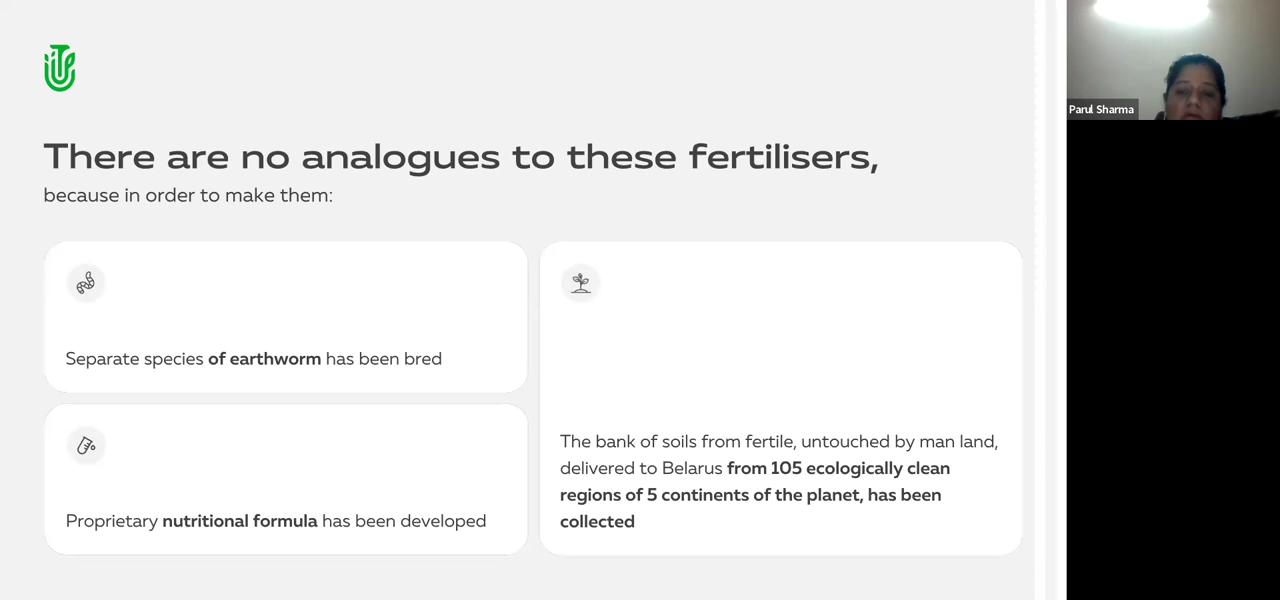 There are no analogues to these fertilisers,
because in order to make them:
Separate species of earthworm has been bred
Proprietary nutritional formula has been developed
The bank of soils from fertile, untouched by man land,
delivered to Belarus from 105 ecologically clean
regions of 5 continents of the planet, has been
collected
Parul Sharma